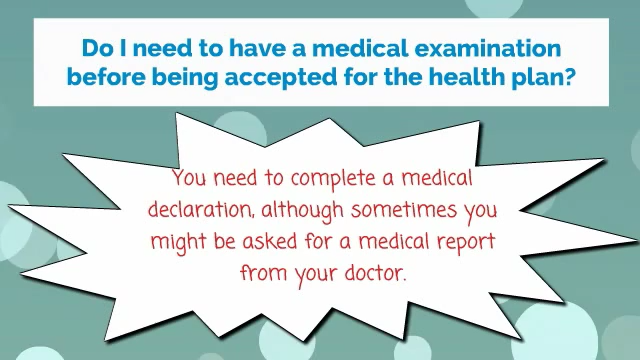 Do I need to have a medical examination
before being accepted for the health plan?
You need to complete a medical
declaration, although sometimes you
might be asked for a medical report
from your doctor.